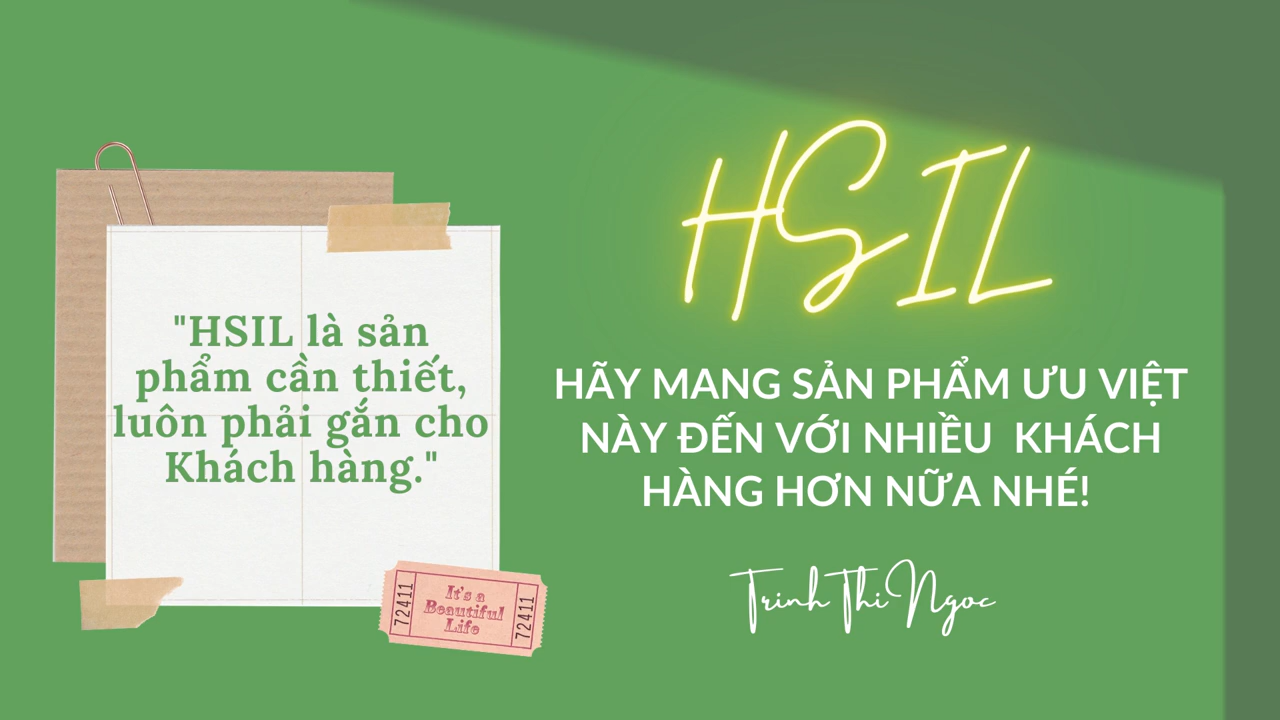 "HSIL là sản
phẩm cần thiết,
luôn phải gắn cho
Khách hàng."
72411
It's a
Beautiful
Life
72411
HSIL
HÃY MANG SẢN PHẨM ƯU VIỆT
NÀY ĐẾN VỚI NHIỀU KHÁCH
HÀNG HƠN NỮA NHÉ!
Trinh Thi Ngoc